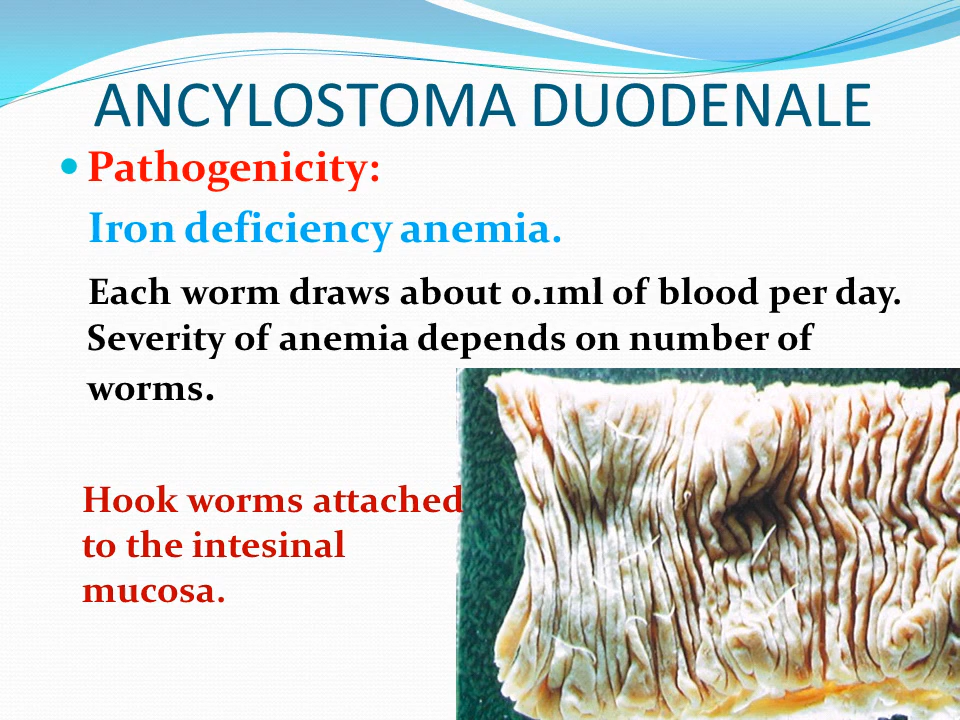 ANCYLOSTOMA DUODENALE
• Pathogenicity:
Iron deficiency anemia.
Each worm draws about 0.1ml of blood per day.
Severity of anemia depends on number of
worms.
Hook worms attached
to the intesinal
mucosa.